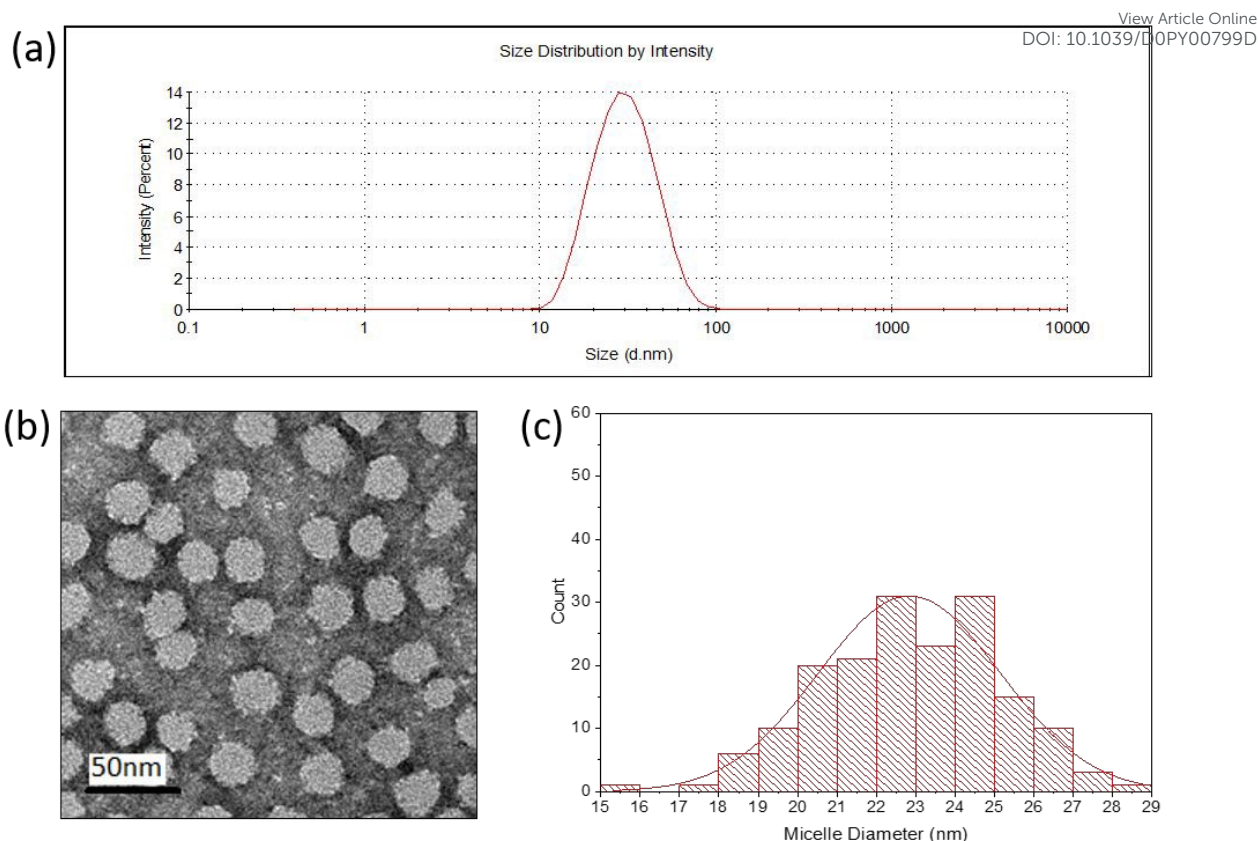 View Article Online
DOI: 10.1039/D0PY00799D
(a)
Size Distribution by Intensity
14
12
10
8
6
4
2
0
Intensity (Percent)
0.1 1 10 100 1000 10000
Size (d.nm)
(b)
50nm
(c)
60
50
40
30
20
10
0
Count
15 16 17 18 19 20 21 22 23 24 25 26 27 28 29
Micelle Diameter (nm)